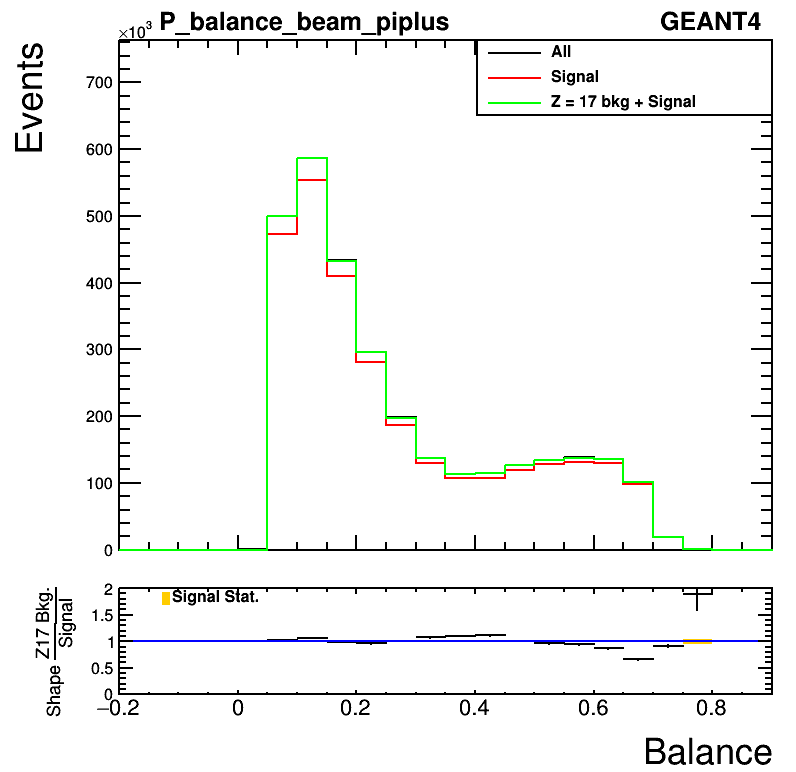 ×10³ P_balance_beam_piplus GEANT4
Events
All
Signal
Z = 17 bkg + Signal
700
600
500
400
300
200
100
0
Shape Z17 Bkg. / Signal
Signal Stat.
2
1.5
1
0.5
0
−0.2 0 0.2 0.4 0.6 0.8
Balance